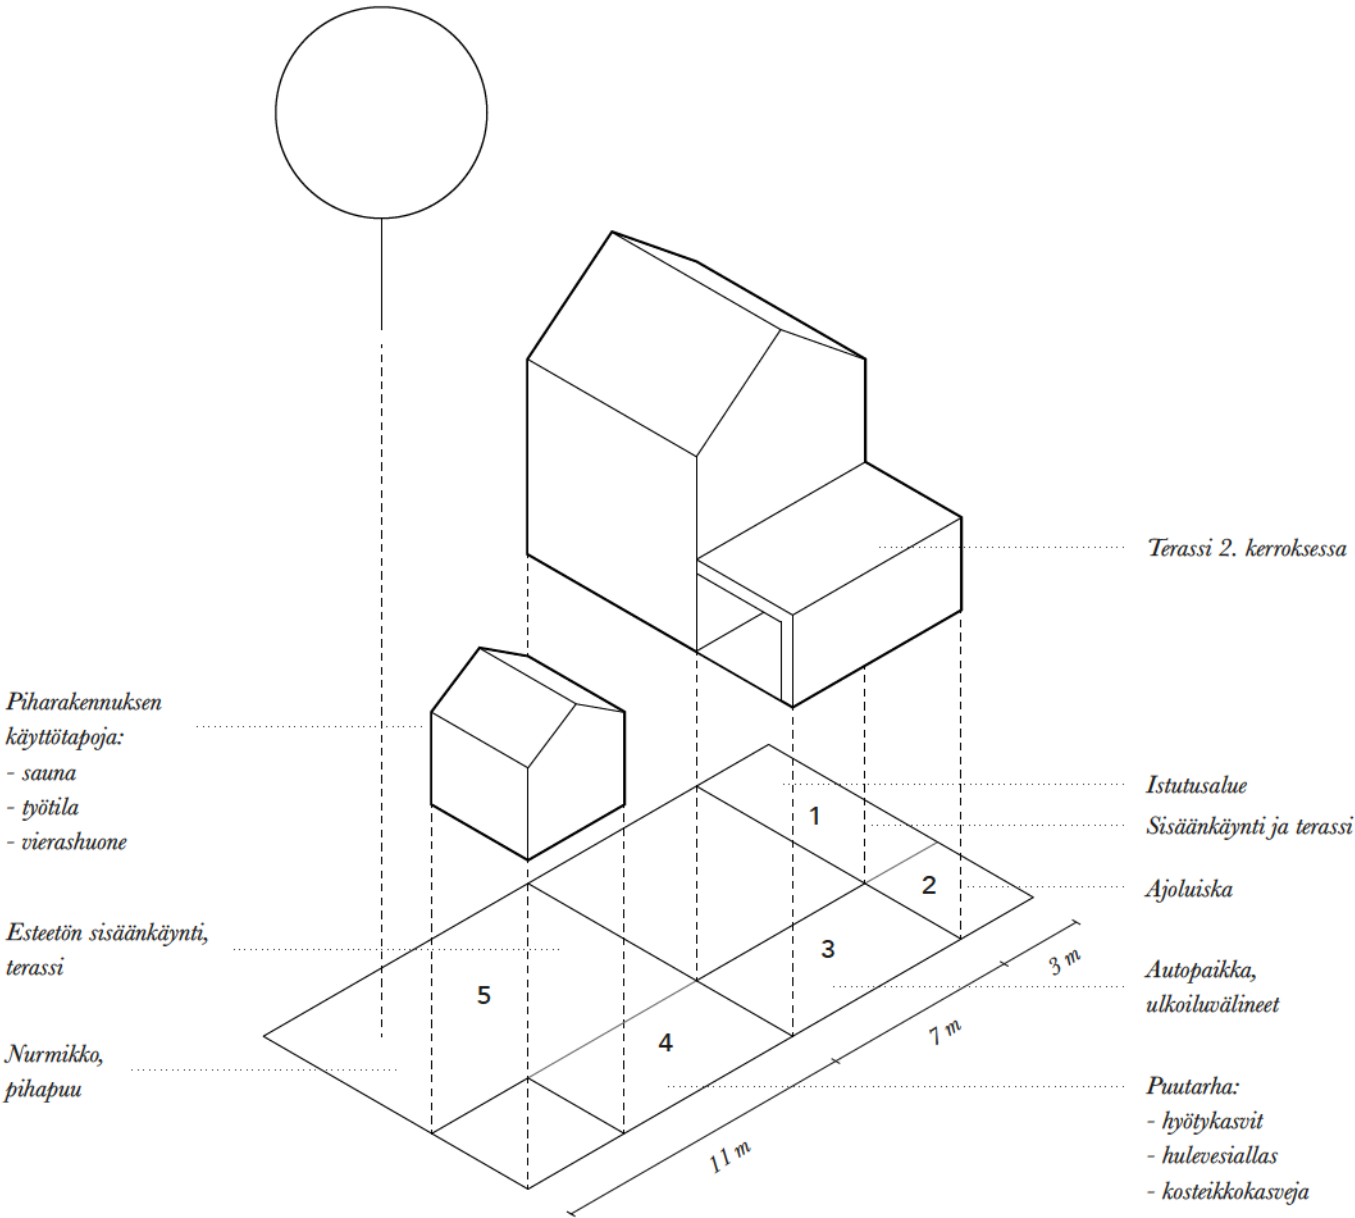 Terassi 2. kerroksessa
Piharakennuksen
käyttötapoja:
- sauna
- työtila
- vierashuone
Esteetön sisäänkäynti,
terassi
Nurmikko,
pihapuu
Istutusalue
Sisäänkäynti ja terassi
Ajoluiska
Autopaikka,
ulkoiluvälineet
Puutarha:
- hyötykasvit
- hulevesiallas
- kosteikkokasveja
1
2
3
4
5
3 m
7 m
11 m